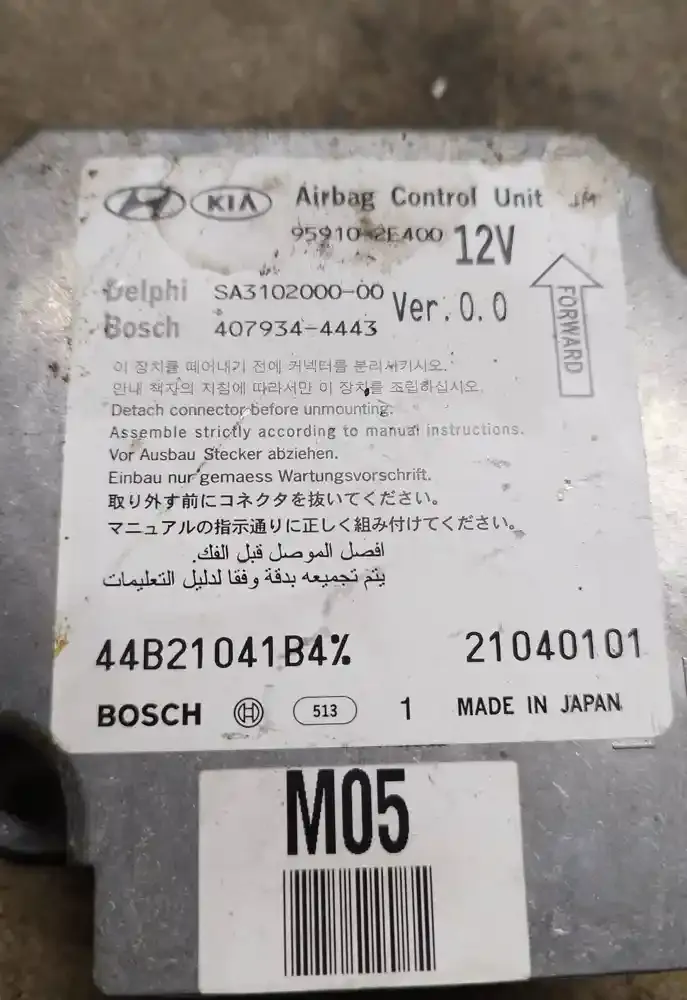 KIA Airbag Control Unit JM
95910-2E400 12V
Delphi SA3102000-00 Ver.0.0
Bosch 407934-4443
FORWARD
이 장치를 떼어내기 전에 커넥터를 분리시키시오.
안내 책자의 지침에 따라서만 이 장치를 조립하십시오.
Detach connector before unmounting.
Assemble strictly according to manual instructions.
Vor Ausbau Stecker abziehen.
Einbau nur gemaess Wartungsvorschrift.
取り外す前にコネクタを抜いてください。
マニュアルの指示通りに正しく組み付けてください。
افصل الموصل قبل الفك.
يتم تجميعه بدقة وفقا لدليل التعليمات
44B21041B4% 21040101
BOSCH 513 1 MADE IN JAPAN
M05